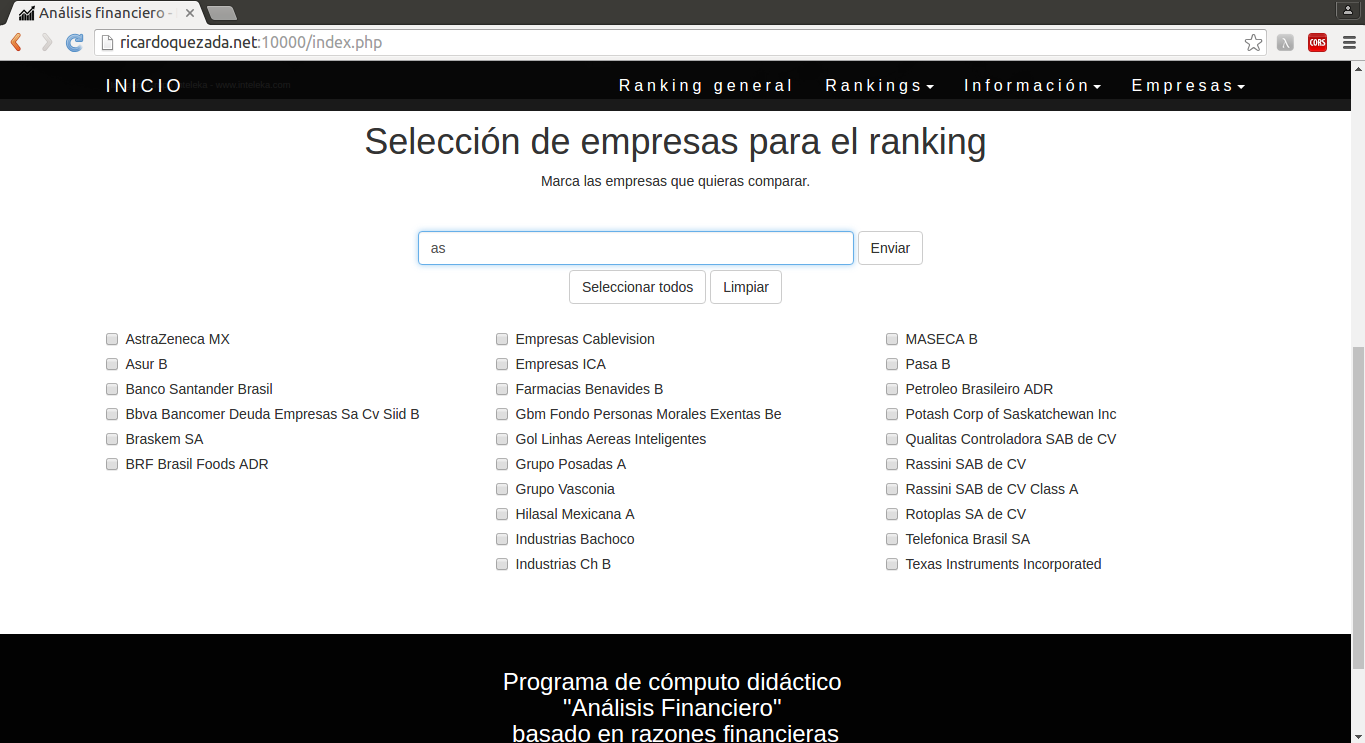 Análisis financiero -
ricardoquezada.net:10000/index.php
CORS
INICIO
- www.inteleka.com
Ranking general
Rankings
Información
Empresas
Selección de empresas para el ranking
Marca las empresas que quieras comparar.
as
Enviar
Seleccionar todos
Limpiar
AstraZeneca MX
Asur B
Banco Santander Brasil
Bbva Bancomer Deuda Empresas Sa Cv Siid B
Braskem SA
BRF Brasil Foods ADR
Empresas Cablevision
Empresas ICA
Farmacias Benavides B
Gbm Fondo Personas Morales Exentas Be
Gol Linhas Aereas Inteligentes
Grupo Posadas A
Grupo Vasconia
Hilasal Mexicana A
Industrias Bachoco
Industrias Ch B
MASECA B
Pasa B
Petroleo Brasileiro ADR
Potash Corp of Saskatchewan Inc
Qualitas Controladora SAB de CV
Rassini SAB de CV
Rassini SAB de CV Class A
Rotoplas SA de CV
Telefonica Brasil SA
Texas Instruments Incorporated
Programa de cómputo didáctico
"Análisis Financiero"
basado en razones financieras